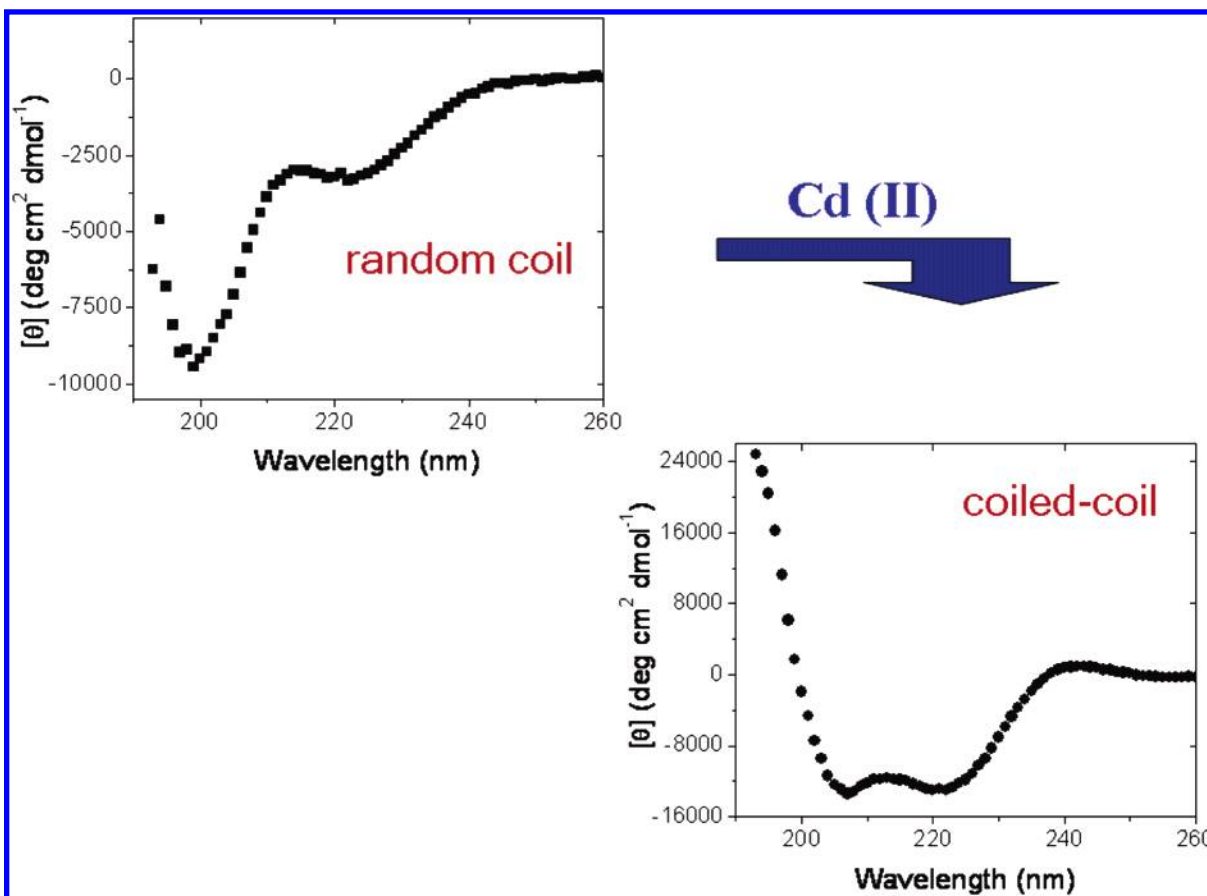 0
-2500
-5000
-7500
-10000
[θ] (deg cm² dmol⁻¹)
random coil
200 220 240 260
Wavelength (nm)
Cd (II)
24000
16000
8000
0
-8000
-16000
[θ] (deg cm² dmol⁻¹)
coiled-coil
200 220 240 260
Wavelength (nm)